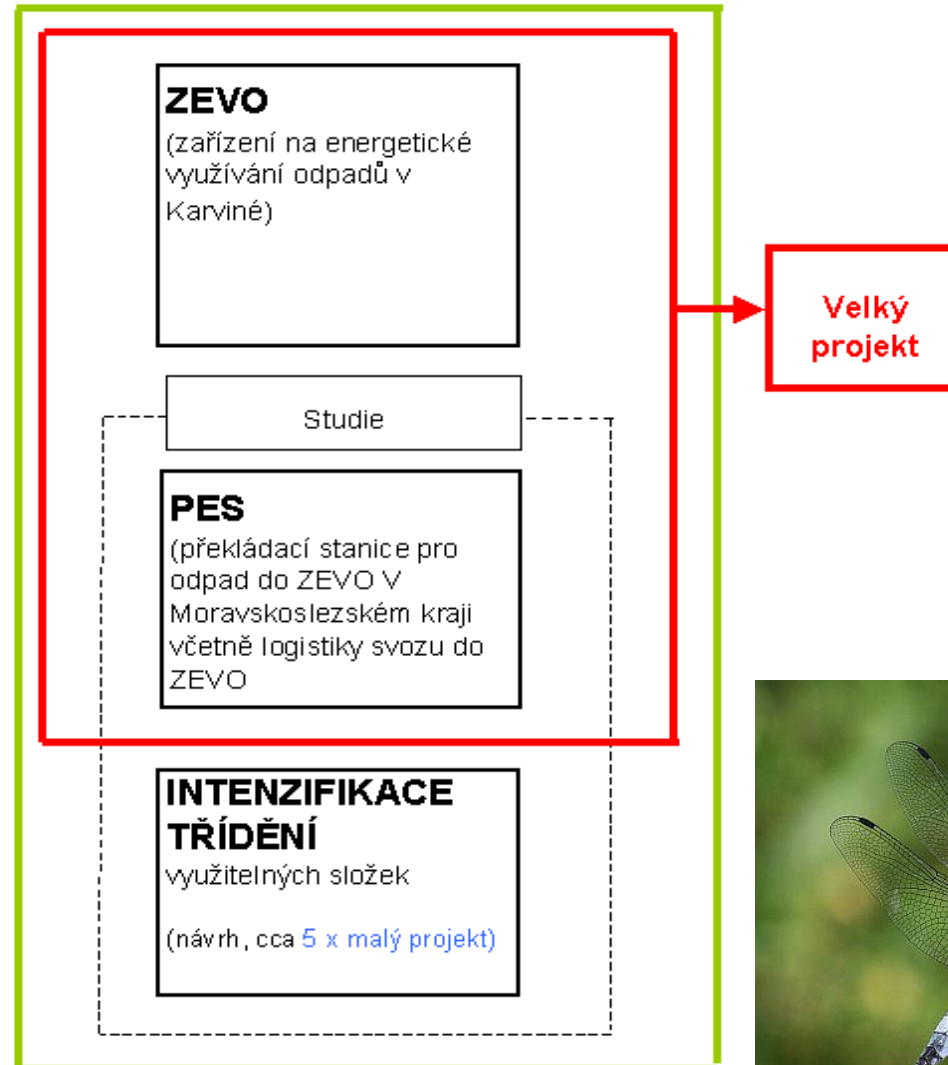 ZEVO
(zařízení na energetické
využívání odpadů v
Karviné)
Velký
projekt
Studie
PES
(překládací stanice pro
odpad do ZEVO V
Moravskoslezském kraji
včetně logistiky svozu do
ZEVO
INTENZIFIKACE
TŘÍDĚNÍ
využitelných složek
(návrh, cca 5 x malý projekt)